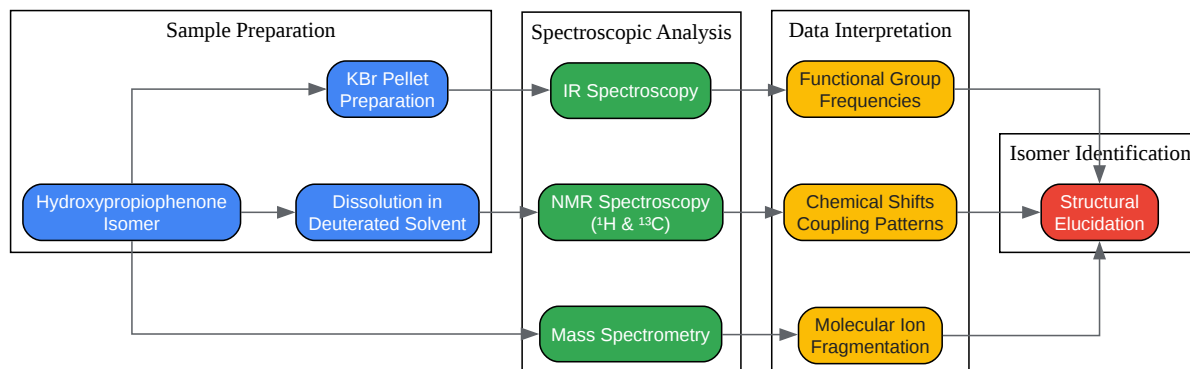 Sample Preparation
Spectroscopic Analysis
Data Interpretation
KBr Pellet
Preparation
IR Spectroscopy
Functional Group
Frequencies
Isomer Identification
Hydroxypropiophenone
Isomer
Dissolution in
Deuterated Solvent
NMR Spectroscopy
(¹H & ¹³C)
Chemical Shifts
Coupling Patterns
Structural
Elucidation
Mass Spectrometry
Molecular Ion
Fragmentation